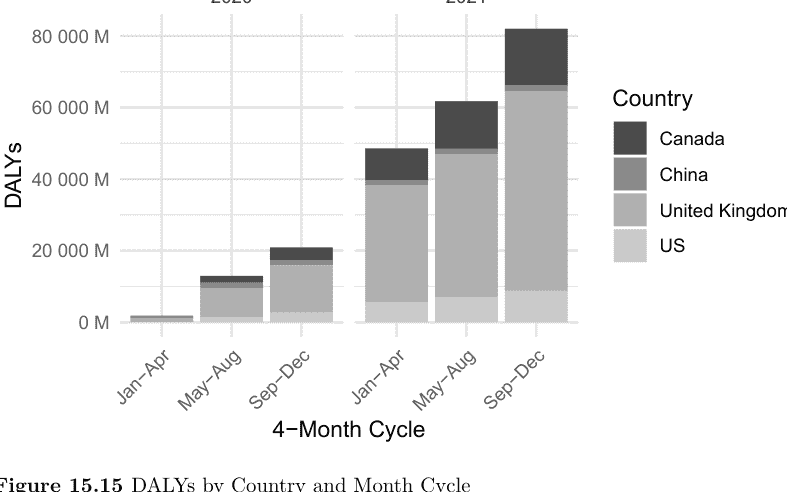 80 000 M
60 000 M
40 000 M
20 000 M
0 M
DALYs
Jan−Apr
May−Aug
Sep−Dec
Jan−Apr
May−Aug
Sep−Dec
4−Month Cycle
Country
Canada
China
United Kingdom
US
Figure 15.15 DALYs by Country and Month Cycle